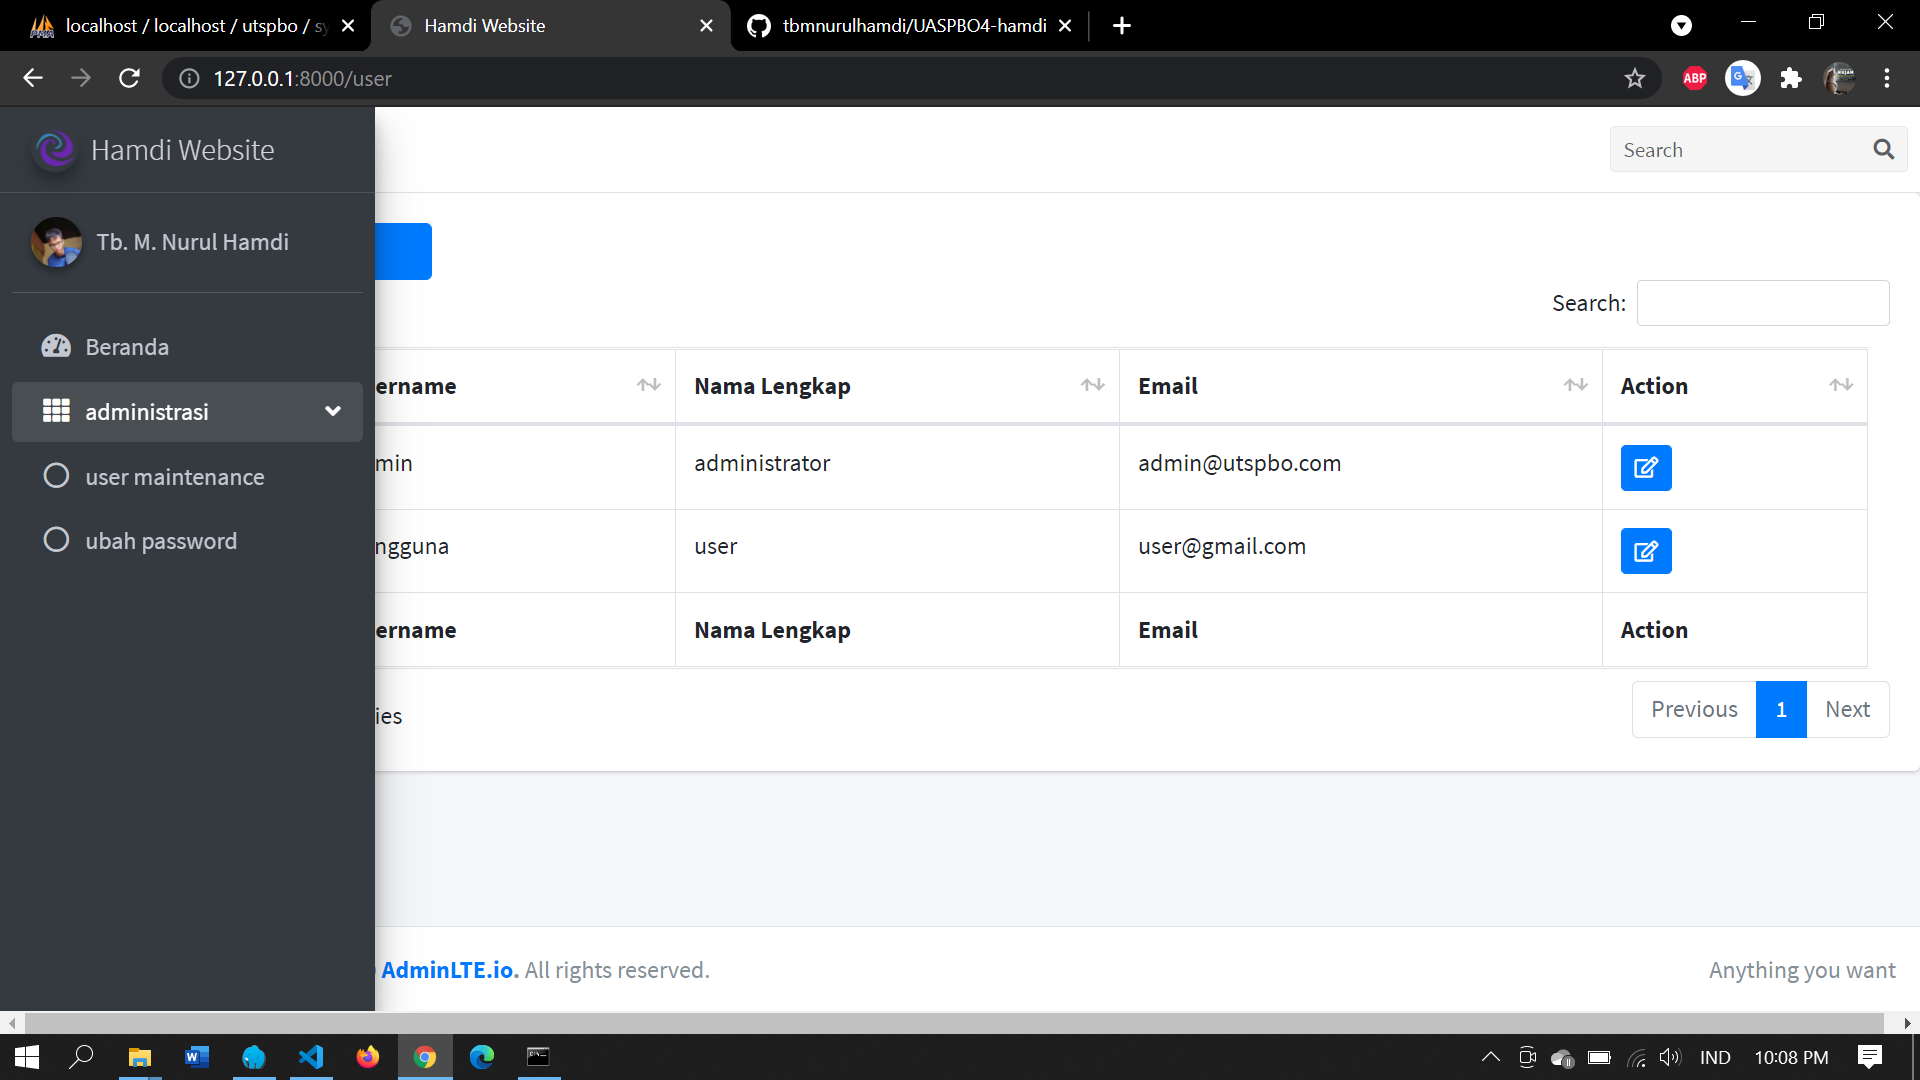 localhost / localhost / utspbo / sy
Hamdi Website
tbmnurulhamdi/UASPBO4-hamdi
127.0.0.1:8000/user
ABP
Hamdi Website
Search
Tb. M. Nurul Hamdi
Search:
Beranda
administrasi
user maintenance
ubah password
ername
Nama Lengkap
Email
Action
min
administrator
admin@utspbo.com
ngguna
user
user@gmail.com
ername
Nama Lengkap
Email
Action
ies
Previous
1
Next
AdminLTE.io. All rights reserved.
Anything you want
IND
10:08 PM